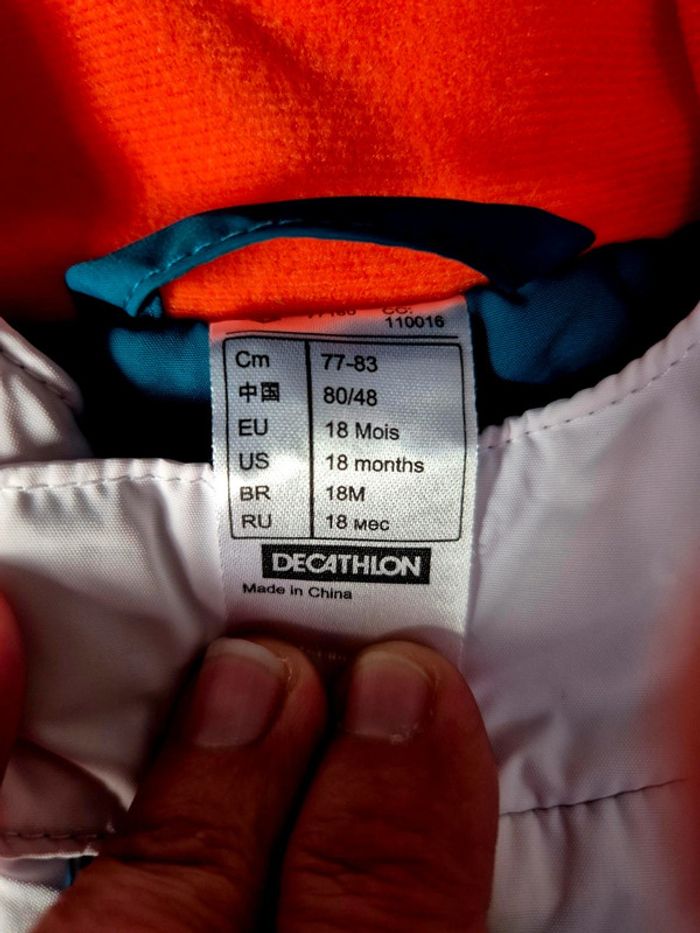 CC:
110016
Cm 77-83
中国 80/48
EU 18 Mois
US 18 months
BR 18M
RU 18 мес
DECATHLON
Made in China